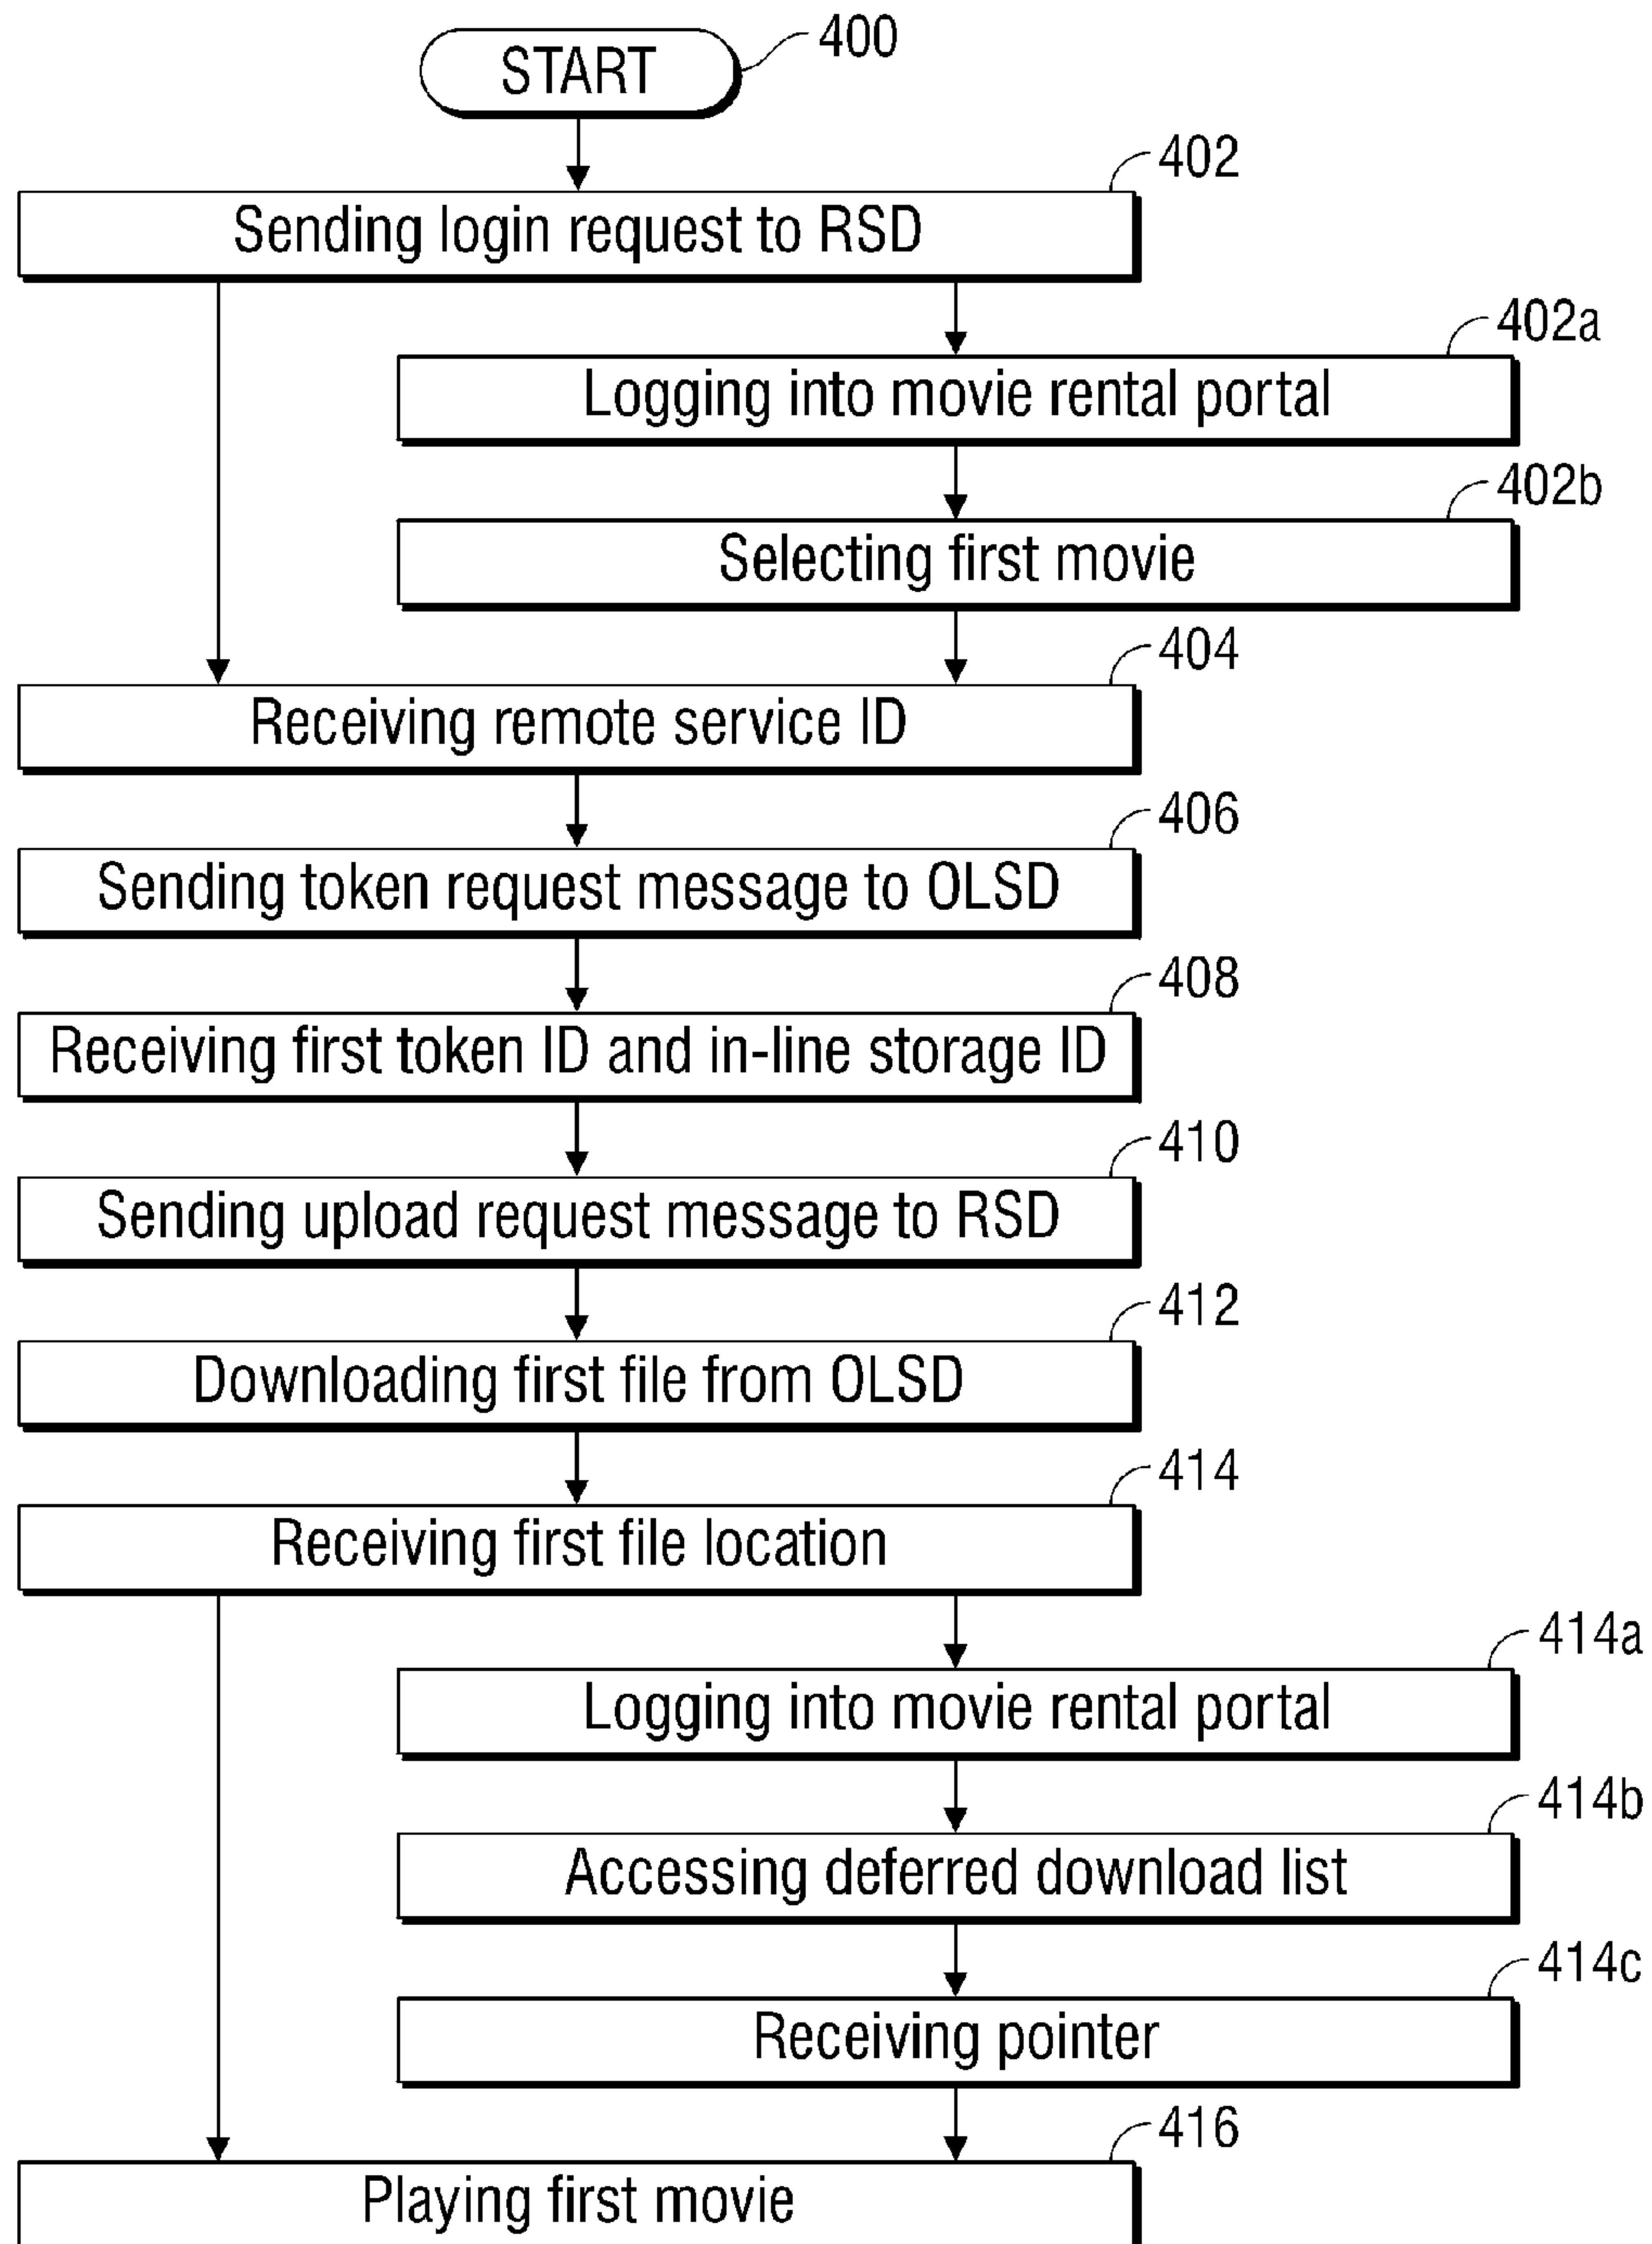 START
400
402
Sending login request to RSD
402a
Logging into movie rental portal
402b
Selecting first movie
404
Receiving remote service ID
406
Sending token request message to OLSD
408
Receiving first token ID and in-line storage ID
410
Sending upload request message to RSD
412
Downloading first file from OLSD
414
Receiving first file location
414a
Logging into movie rental portal
414b
Accessing deferred download list
414c
Receiving pointer
416
Playing first movie